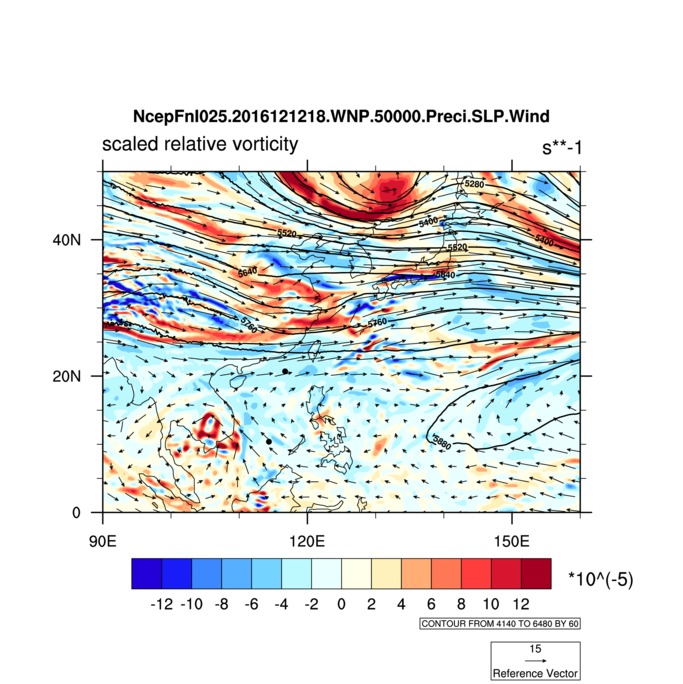 NcepFnl025.2016121218.WNP.50000.Preci.SLP.Wind
scaled relative vorticity
s**-1
5280
5400
5520
5520
5400
40N
5640
5640
5760
5760
20N
5880
0
90E 120E 150E
-12 -10 -8 -6 -4 -2 0 2 4 6 8 10 12
*10^(-5)
CONTOUR FROM 4140 TO 6480 BY 60
15
Reference Vector